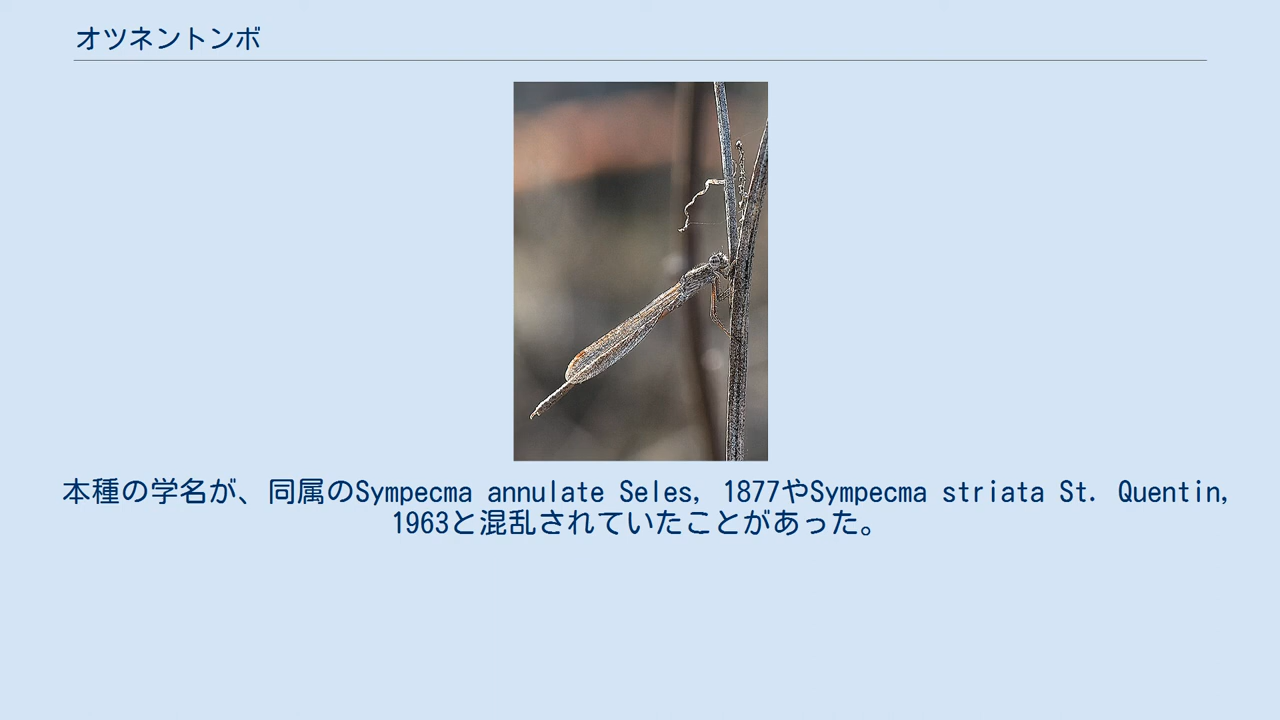 オツネントンボ
本種の学名が、同属のSympecma annulate Seles, 1877やSympecma striata St. Quentin,
1963と混乱されていたことがあった。